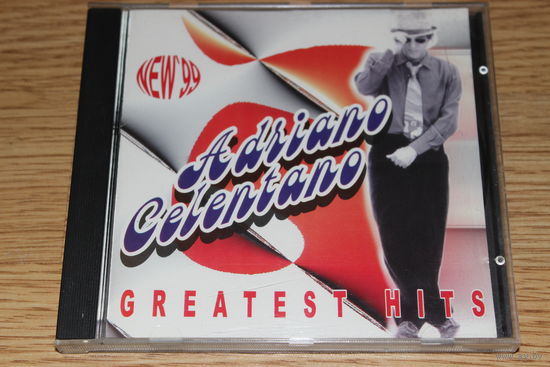 NEW'99
Adriano
Celentano
GREATEST HITS